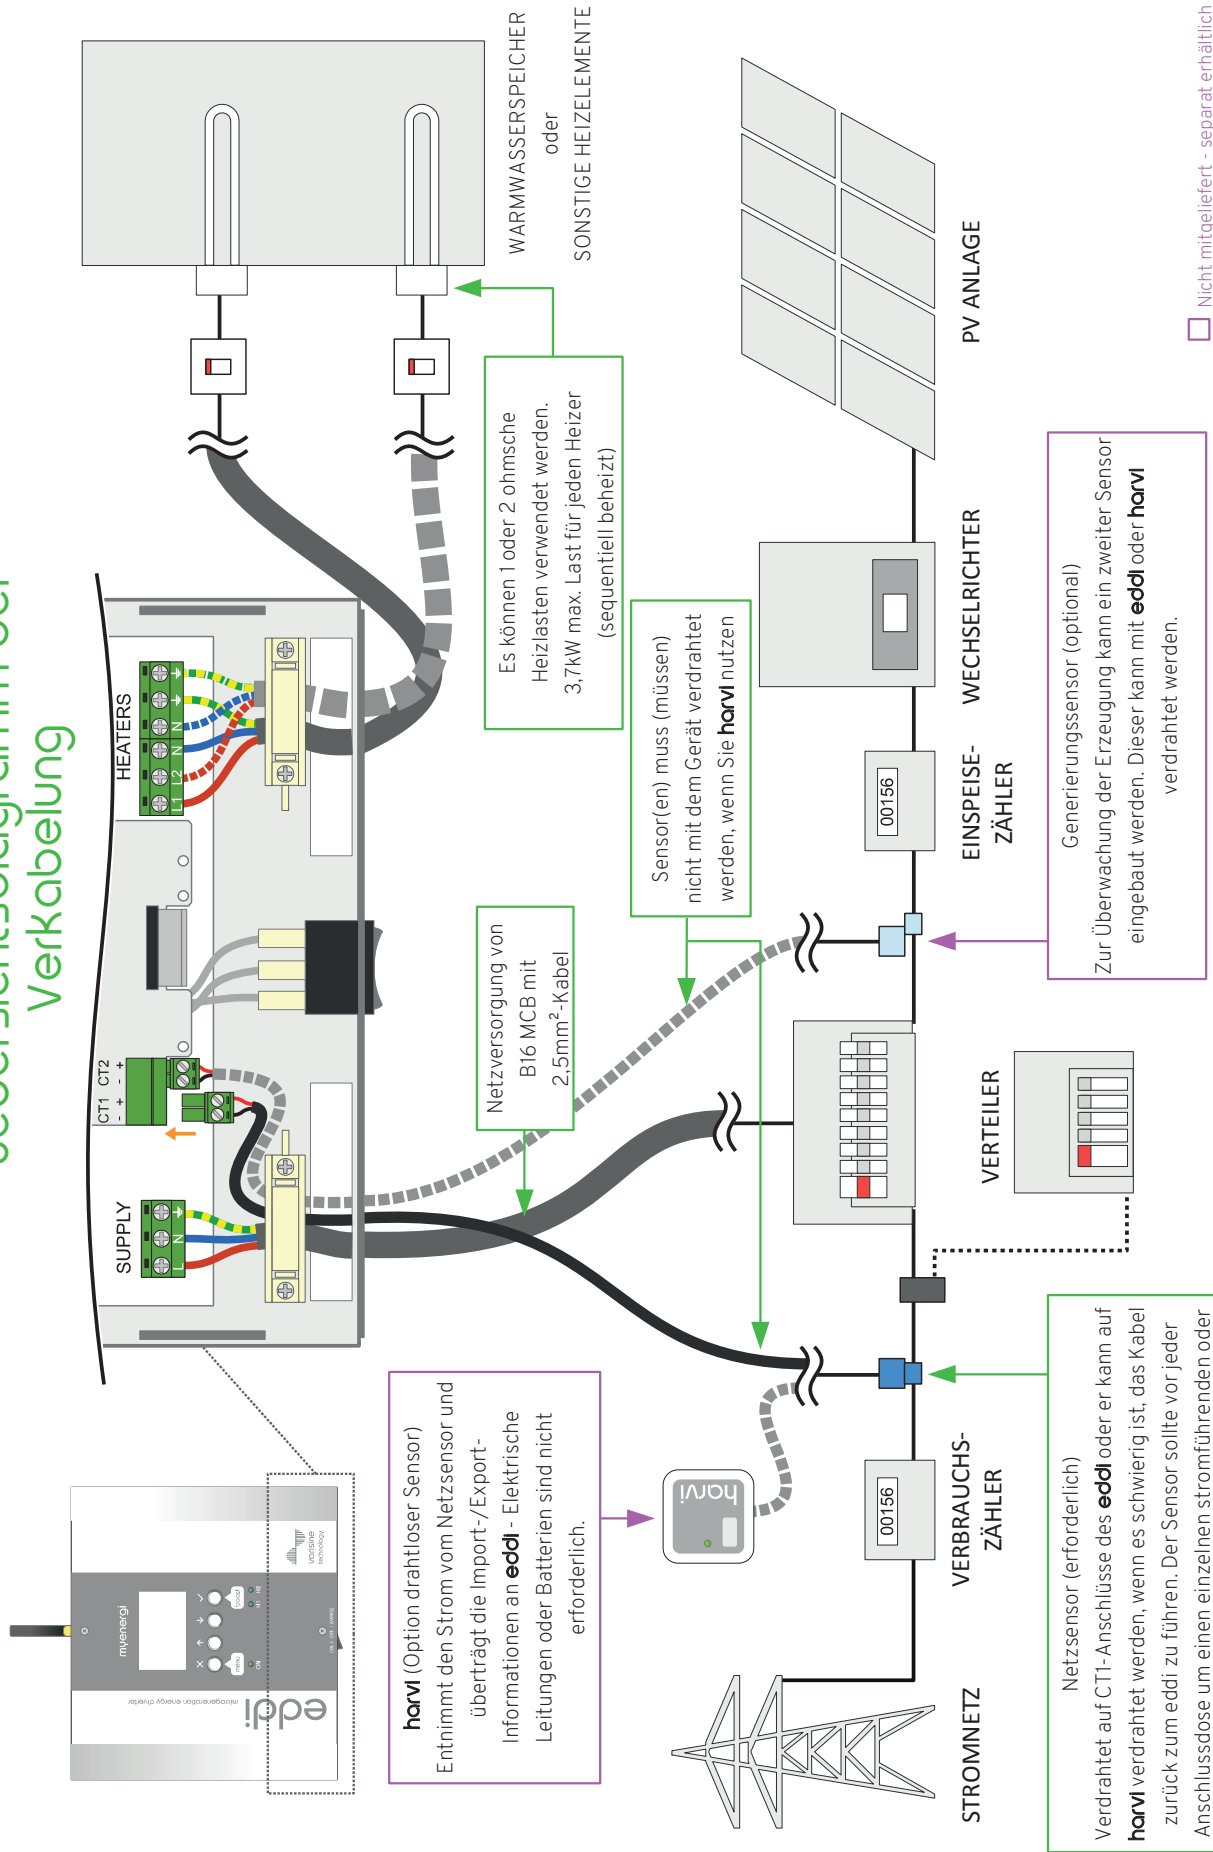 Verkabelung
myenergi
menu
boost
ON
H1
H2
eddi
microgeneration energy diverter
varisine
technology
SUPPLY
L
N
CT1 CT2
- + - +
HEATERS
L1 L2 N N
WARMWASSERSPEICHER
oder
SONSTIGE HEIZELEMENTE
Es können 1 oder 2 ohmsche
Heizlasten verwendet werden.
3,7kW max. Last für jeden Heizer
(sequentiell beheizt)
Netzversorgung von
B16 MCB mit
2,5mm²-Kabel
Sensor(en) muss (müssen)
nicht mit dem Gerät verdrahtet
werden, wenn Sie harvi nutzen
harvi (Option drahtloser Sensor)
Entnimmt den Strom vom Netzsensor und
überträgt die Import-/Export-
Informationen an eddi - Elektrische
Leitungen oder Batterien sind nicht
erforderlich.
harvi
00156
00156
STROMNETZ
VERBRAUCHS-
ZÄHLER
VERTEILER
EINSPEISE-
ZÄHLER
WECHSELRICHTER
PV ANLAGE
Netzsensor (erforderlich)
Verdrahtet auf CT1-Anschlüsse des eddi oder er kann auf
harvi verdrahtet werden, wenn es schwierig ist, das Kabel
zurück zum eddi zu führen. Der Sensor sollte vor jeder
Anschlussdose um einen einzelnen stromführenden oder
Generierungssensor (optional)
Zur Überwachung der Erzeugung kann ein zweiter Sensor
eingebaut werden. Dieser kann mit eddi oder harvi
verdrahtet werden.
Nicht mitgeliefert - separat erhältlich